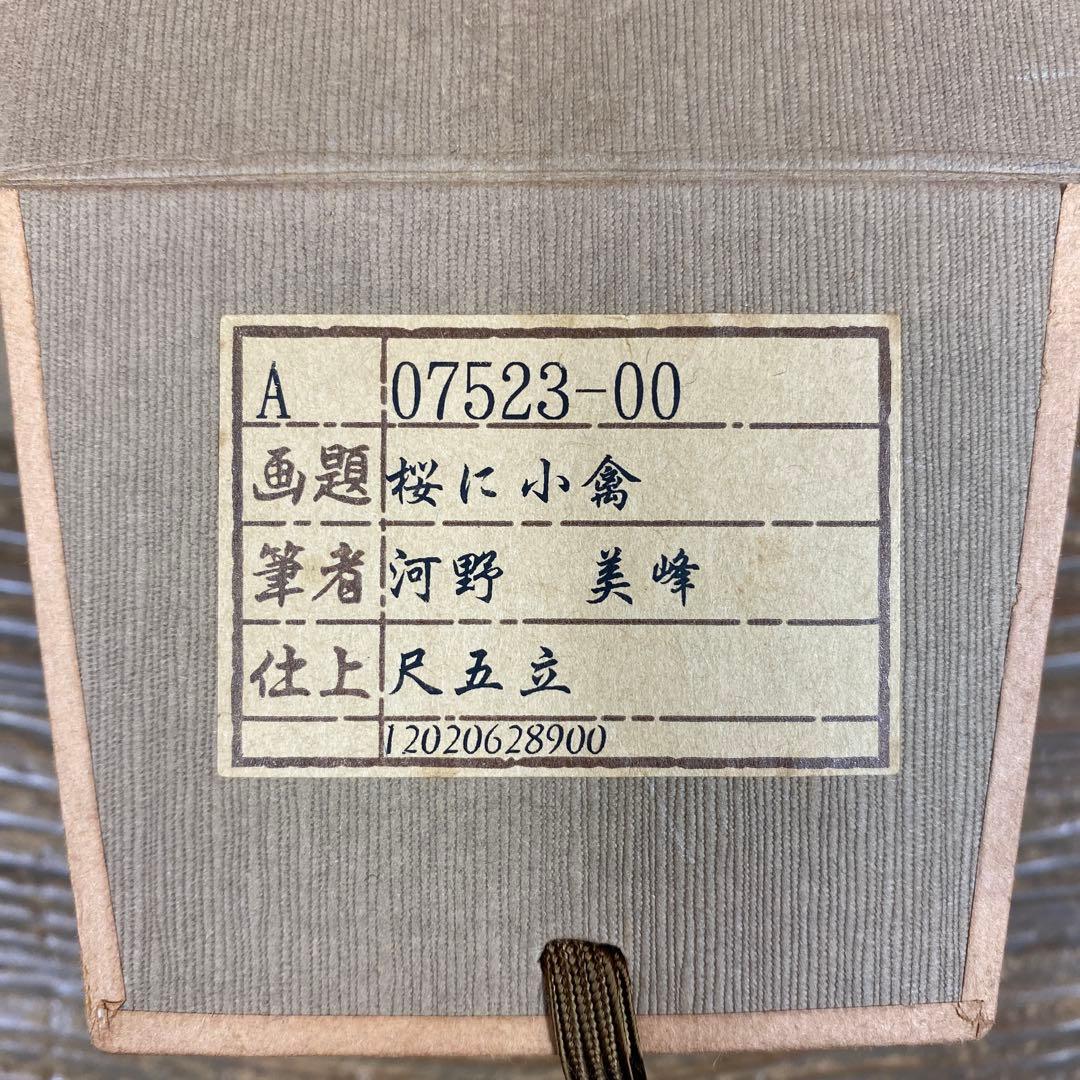 A 07523-00
画題 桜に小禽
筆者 河野 美峰
仕上 尺五立
12020628900